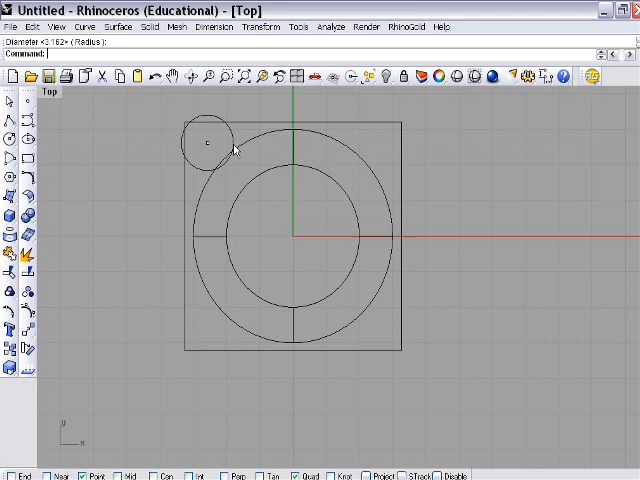 Untitled - Rhinoceros (Educational) - [Top]
File Edit View Curve Surface Solid Mesh Dimension Transform Tools Analyze Render RhinoGold Help
Diameter <3.162> ( Radius ):
Command:
Top
y
x
End Near Point Mid Cen Int Perp Tan Quad Knot Project STrack Disable